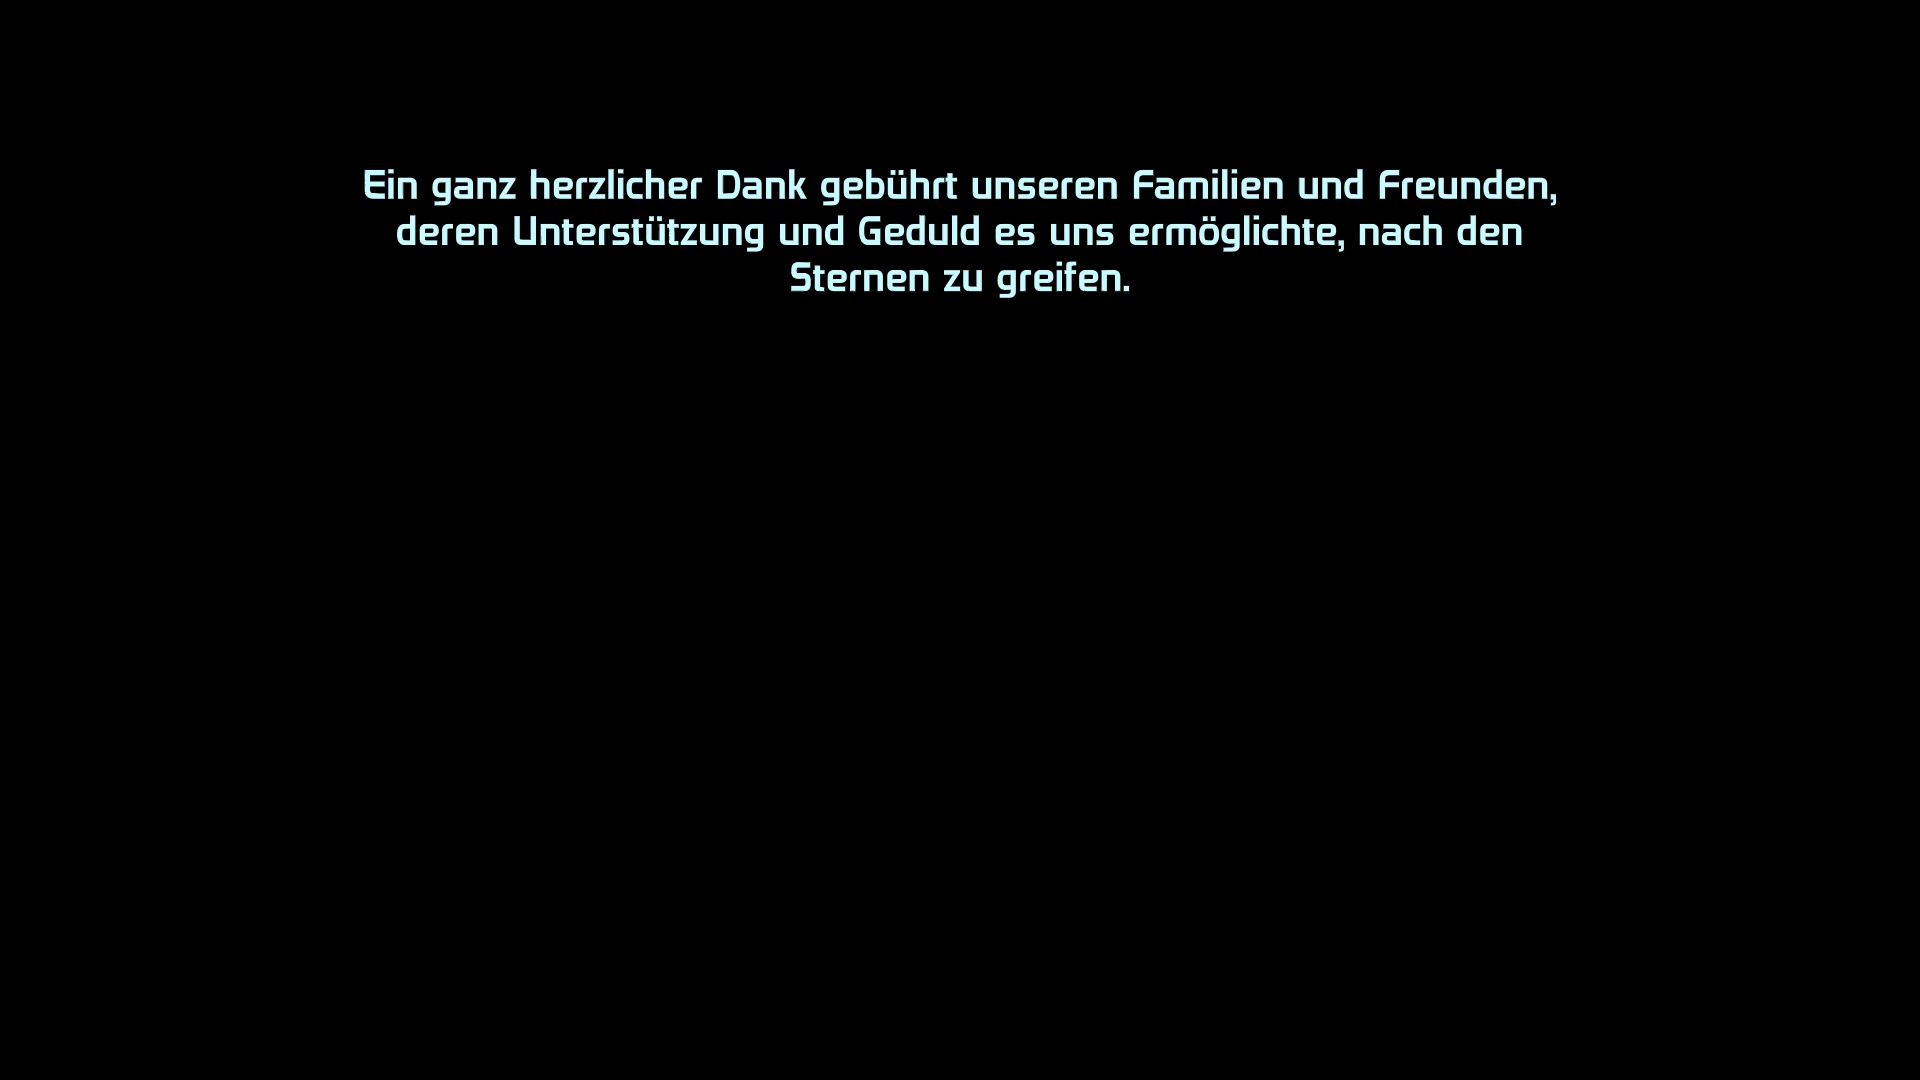 Ein ganz herzlicher Dank gebührt unseren Familien und Freunden,
deren Unterstützung und Geduld es uns ermöglichte, nach den
Sternen zu greifen.